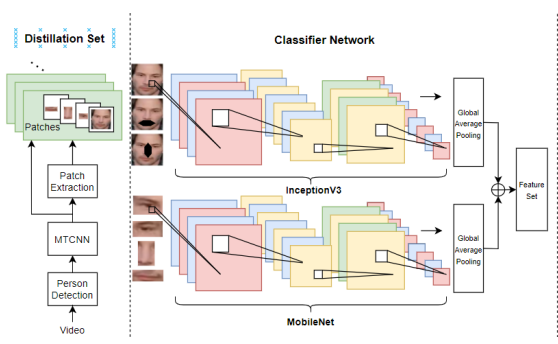 Distillation Set
Classifier Network
Patches
Patch
Extraction
MTCNN
Person
Detection
Video
InceptionV3
MobileNet
Global
Average
Pooling
Global
Average
Pooling
Feature
Set